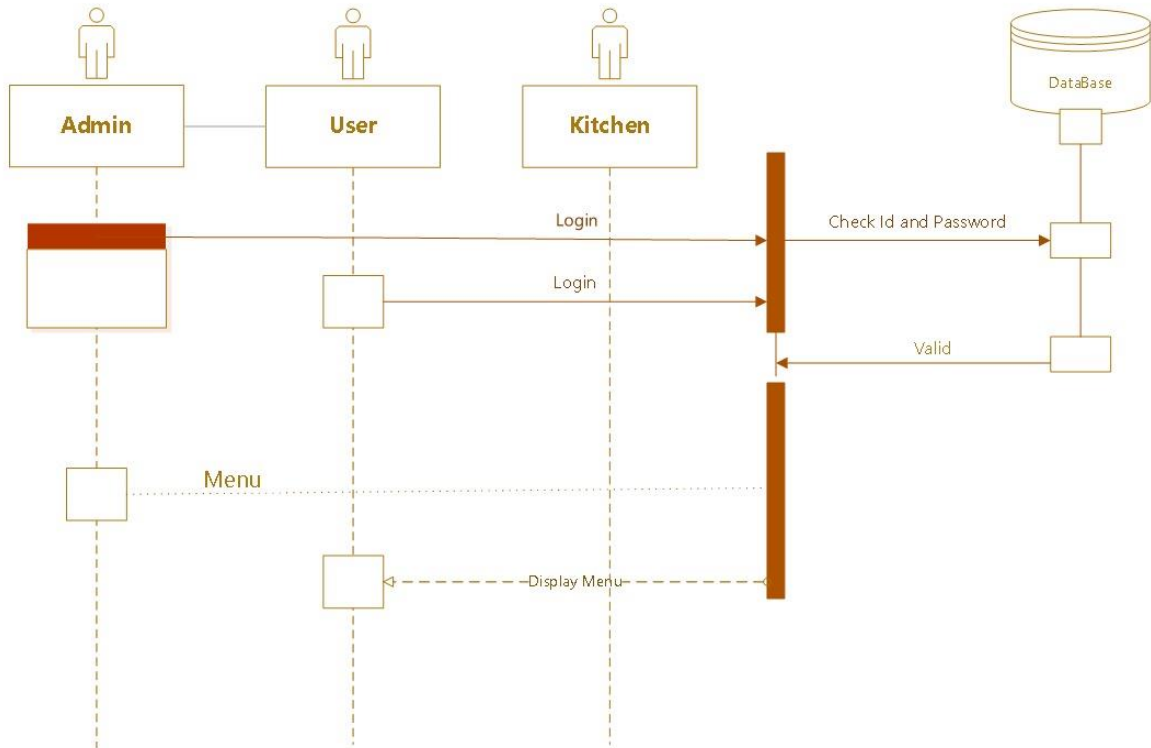 Admin
User
Kitchen
DataBase
Login
Check Id and Password
Login
Valid
Menu
Display Menu